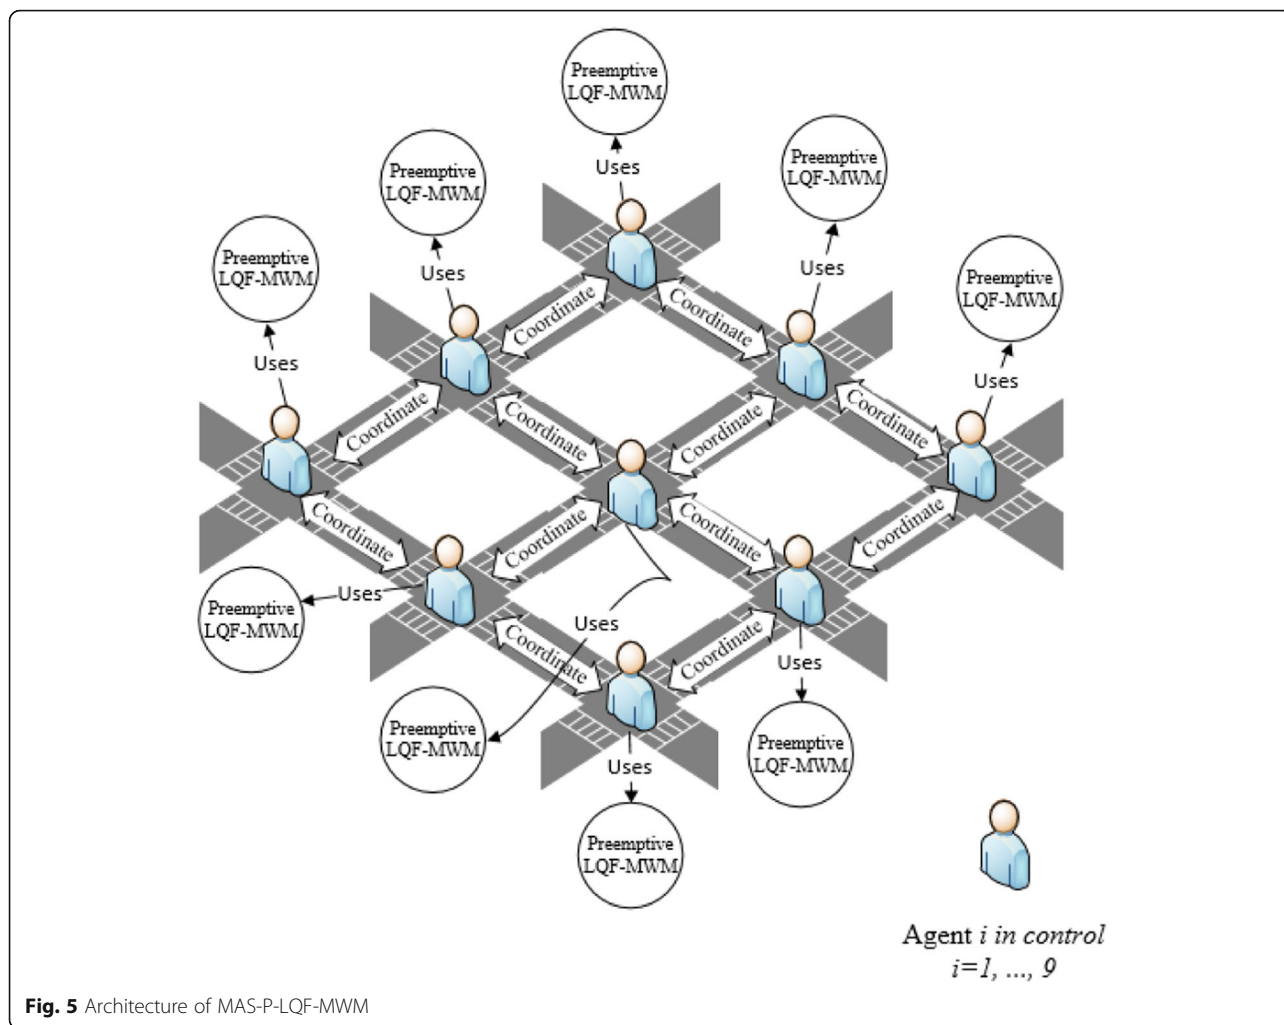 Preemptive
LQF-MWM
Uses
Preemptive
LQF-MWM
Uses
Preemptive
LQF-MWM
Uses
Preemptive
LQF-MWM
Uses
Preemptive
LQF-MWM
Uses
Coordinate
Coordinate
Coordinate
Coordinate
Coordinate
Coordinate
Coordinate
Coordinate
Coordinate
Coordinate
Preemptive
LQF-MWM
Uses
Uses
Coordinate
Coordinate
Uses
Preemptive
LQF-MWM
Preemptive
LQF-MWM
Uses
Preemptive
LQF-MWM
Agent i in control
i=1, ..., 9
Fig. 5 Architecture of MAS-P-LQF-MWM